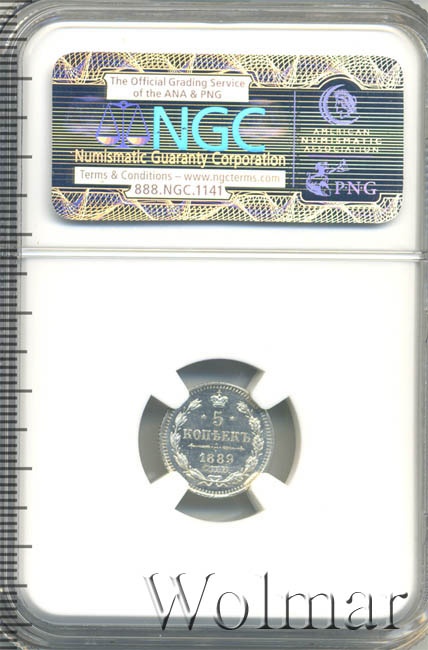 The Official Grading Service
of the ANA & PNG
NGC
Numismatic Guaranty Corporation
Terms & Conditions – www.ngcterms.com
888.NGC.1141
AMERICAN
NUMISMATIC
ASSOCIATION
P·N·G
5
КОПѢЕКЪ
1889
Wolmar